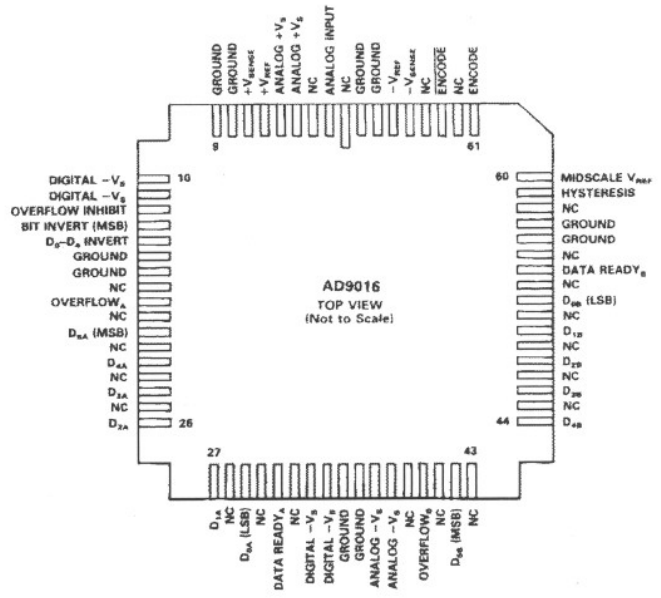 GROUND
GROUND
+V_SENSE
+V_REF
ANALOG +V_S
ANALOG +V_S
NC
ANALOG INPUT
NC
GROUND
GROUND
−V_REF
−V_SENSE
NC
ENCODE
NC
ENCODE
9
61
DIGITAL −V_S
10
DIGITAL −V_S
OVERFLOW INHIBIT
BIT INVERT (MSB)
D_0–D_4 INVERT
GROUND
GROUND
NC
OVERFLOW_A
NC
D_5A (MSB)
NC
D_4A
NC
D_3A
NC
D_2A
26
AD9016
TOP VIEW
(Not to Scale)
60
MIDSCALE V_REF
HYSTERESIS
NC
GROUND
GROUND
NC
DATA READY_B
NC
D_0B (LSB)
NC
D_1B
NC
D_2B
NC
D_3B
NC
44
D_4B
27
43
D_1A
NC
D_0A (LSB)
NC
DATA READY_A
NC
DIGITAL −V_S
DIGITAL −V_S
GROUND
GROUND
ANALOG −V_S
ANALOG −V_S
NC
OVERFLOW_B
NC
D_5B (MSB)
NC